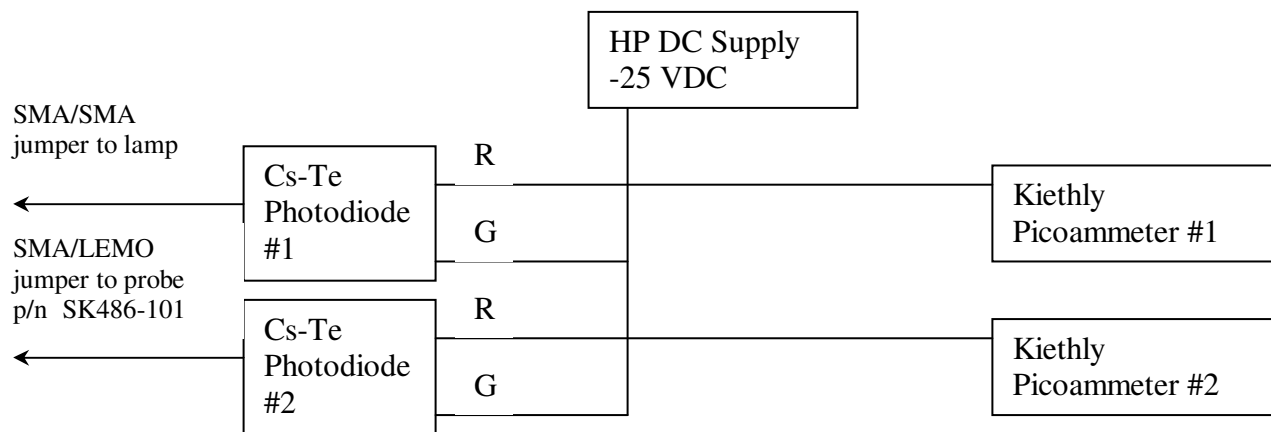 HP DC Supply
-25 VDC
SMA/SMA
jumper to lamp
Cs-Te
Photodiode
#1
R
G
Kiethly
Picoammeter #1
SMA/LEMO
jumper to probe
p/n SK486-101
Cs-Te
Photodiode
#2
R
G
Kiethly
Picoammeter #2